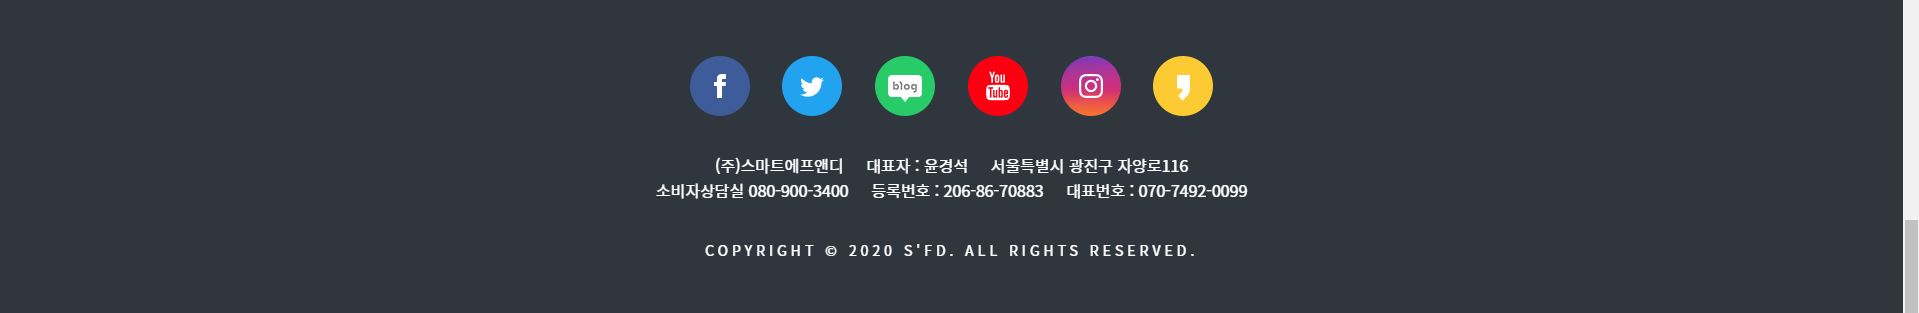 f blog You Tube
(주)스마트에프앤디 대표자 : 윤경석 서울특별시 광진구 자양로116
소비자상담실 080-900-3400 등록번호 : 206-86-70883 대표번호 : 070-7492-0099
COPYRIGHT © 2020 S'FD. ALL RIGHTS RESERVED.